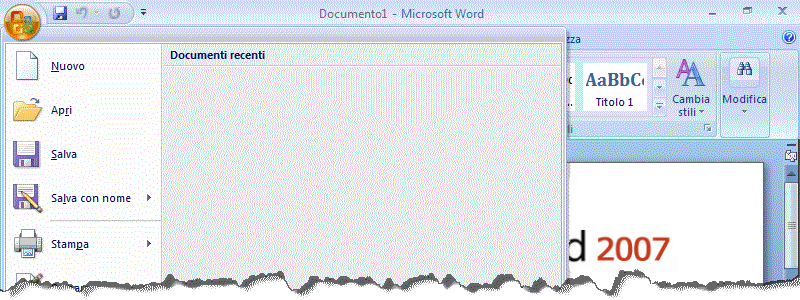 Documento1 - Microsoft Word
Documenti recenti
Nuovo
Apri
Salva
Salva con nome
Stampa
zza
AaBbCc
Titolo 1
Cambia
stili
Modifica
li
d 2007